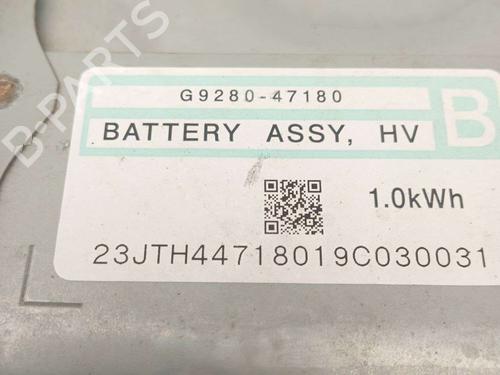 B-PARTS
G9280-47180
BATTERY ASSY, HV
B
1.0kWh
23JTH44718019C030031